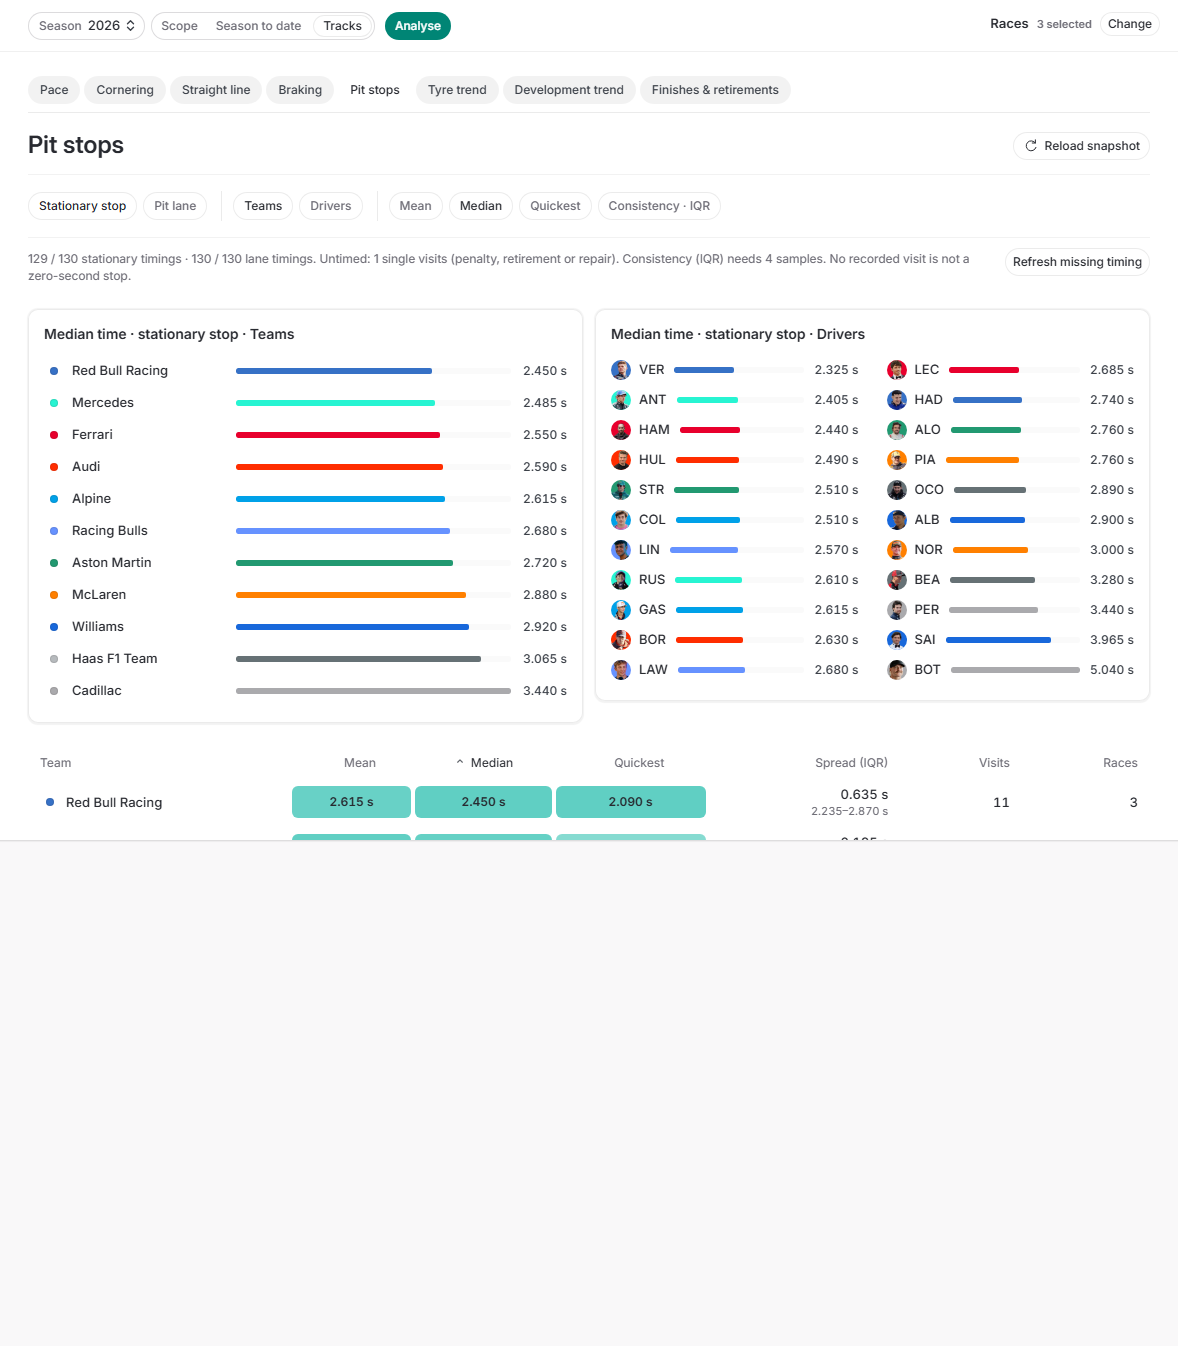 Season 2026
Scope Season to date Tracks
Analyse
Races 3 selected Change
Pace Cornering Straight line Braking Pit stops Tyre trend Development trend Finishes & retirements
Pit stops
Reload snapshot
Stationary stop Pit lane Teams Drivers Mean Median Quickest Consistency · IQR
129 / 130 stationary timings · 130 / 130 lane timings. Untimed: 1 single visits (penalty, retirement or repair). Consistency (IQR) needs 4 samples. No recorded visit is not a
zero-second stop.
Refresh missing timing
Median time · stationary stop · Teams
Red Bull Racing 2.450 s
Mercedes 2.485 s
Ferrari 2.550 s
Audi 2.590 s
Alpine 2.615 s
Racing Bulls 2.680 s
Aston Martin 2.720 s
McLaren 2.880 s
Williams 2.920 s
Haas F1 Team 3.065 s
Cadillac 3.440 s
Median time · stationary stop · Drivers
VER 2.325 s
ANT 2.405 s
HAM 2.440 s
HUL 2.490 s
STR 2.510 s
COL 2.510 s
LIN 2.570 s
RUS 2.610 s
GAS 2.615 s
BOR 2.630 s
LAW 2.680 s
LEC 2.685 s
HAD 2.740 s
ALO 2.760 s
PIA 2.760 s
OCO 2.890 s
ALB 2.900 s
NOR 3.000 s
BEA 3.280 s
PER 3.440 s
SAI 3.965 s
BOT 5.040 s
Team Mean Median Quickest Spread (IQR) Visits Races
Red Bull Racing 2.615 s 2.450 s 2.090 s 0.635 s 11 3
2.235–2.870 s